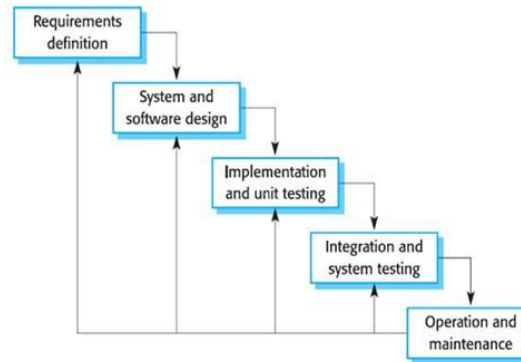 Requirements
definition
System and
software design
Implementation
and unit testing
Integration and
system testing
Operation and
maintenance